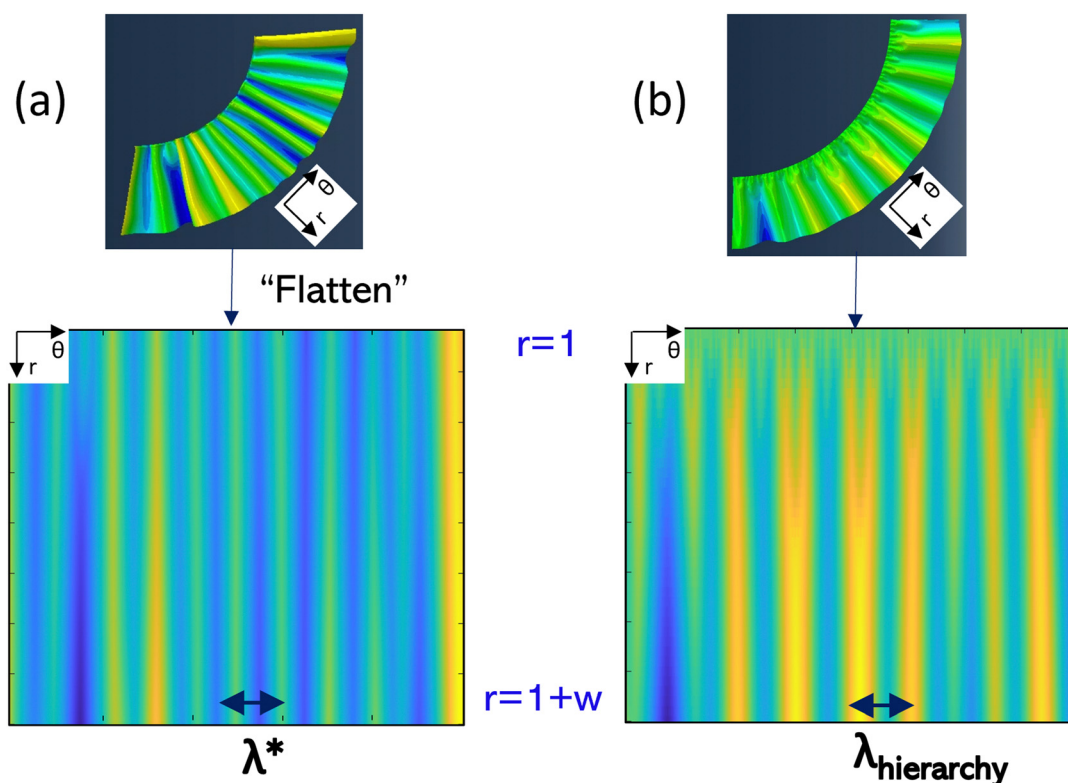 (a)
θ
r
(b)
θ
r
“Flatten”
θ
r
r=1
θ
r
r=1+w
λ*
λhierarchy